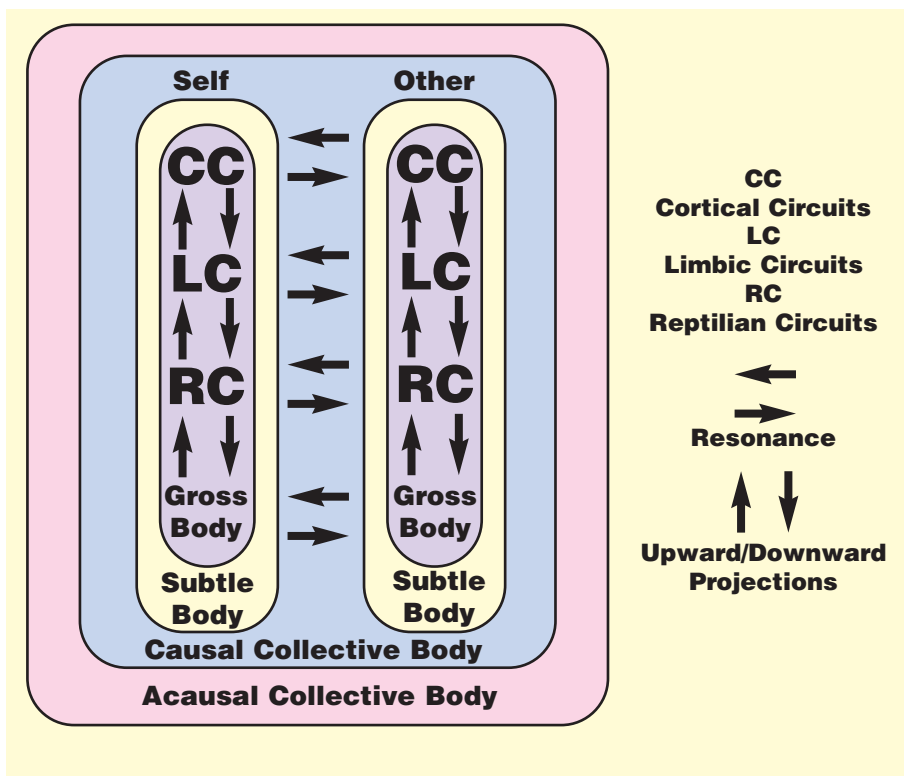 Self
CC
LC
RC
Gross
Body
Subtle
Body
Other
CC
LC
RC
Gross
Body
Subtle
Body
Causal Collective Body
Acausal Collective Body
CC
Cortical Circuits
LC
Limbic Circuits
RC
Reptilian Circuits
Resonance
Upward/Downward
Projections